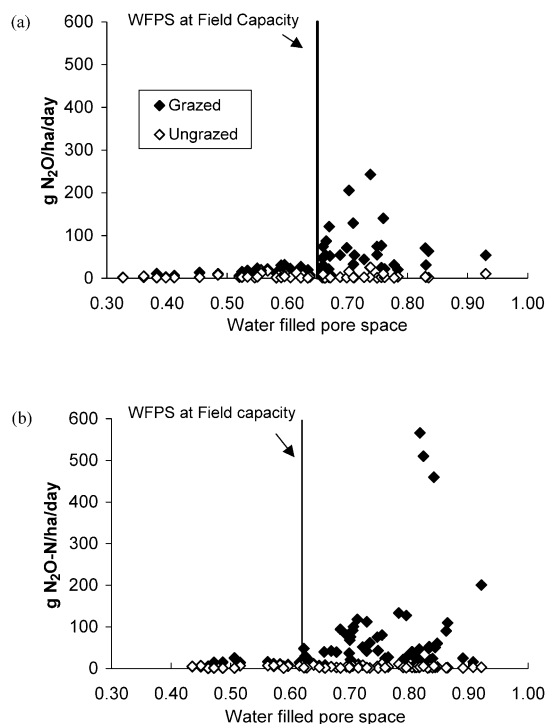 (a)
WFPS at Field Capacity
g N2O/ha/day
600
500
400
300
200
100
0
Grazed
Ungrazed
0.30 0.40 0.50 0.60 0.70 0.80 0.90 1.00
Water filled pore space
(b)
WFPS at Field capacity
g N2O-N/ha/day
600
500
400
300
200
100
0
0.30 0.40 0.50 0.60 0.70 0.80 0.90 1.00
Water filled pore space